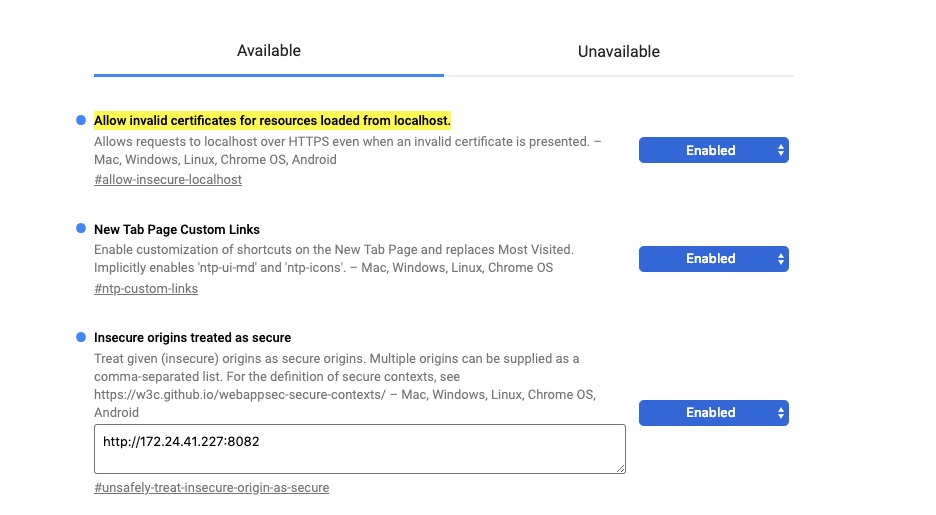 Available
Unavailable
Allow invalid certificates for resources loaded from localhost.
Allows requests to localhost over HTTPS even when an invalid certificate is presented. –
Mac, Windows, Linux, Chrome OS, Android
#allow-insecure-localhost
Enabled
New Tab Page Custom Links
Enable customization of shortcuts on the New Tab Page and replaces Most Visited.
Implicitly enables 'ntp-ui-md' and 'ntp-icons'. – Mac, Windows, Linux, Chrome OS
#ntp-custom-links
Enabled
Insecure origins treated as secure
Treat given (insecure) origins as secure origins. Multiple origins can be supplied as a
comma-separated list. For the definition of secure contexts, see
https://w3c.github.io/webappsec-secure-contexts/ – Mac, Windows, Linux, Chrome OS,
Android
http://172.24.41.227:8082
#unsafely-treat-insecure-origin-as-secure
Enabled